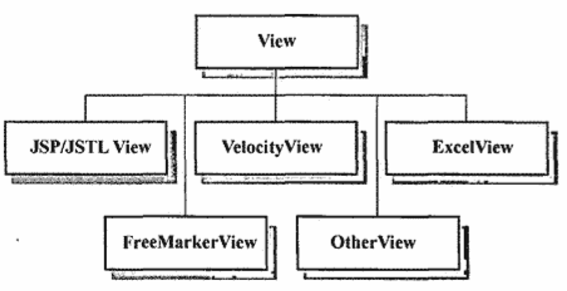 View
JSP/JSTL View
VelocityView
ExcelView
FreeMarkerView
OtherView